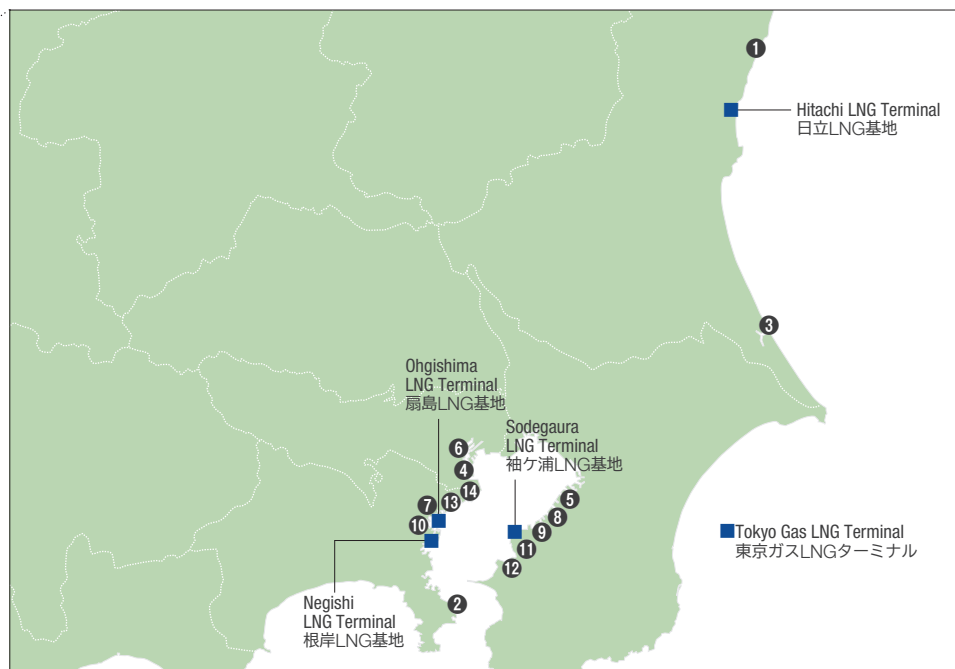 1
Hitachi LNG Terminal
日立LNG基地
3
Ohgishima
LNG Terminal
扇島LNG基地
Sodegaura
LNG Terminal
袖ケ浦LNG基地
6
4
14
13
7
10
5
8
9
11
12
Tokyo Gas LNG Terminal
東京ガスLNGターミナル
Negishi
LNG Terminal
根岸LNG基地
2